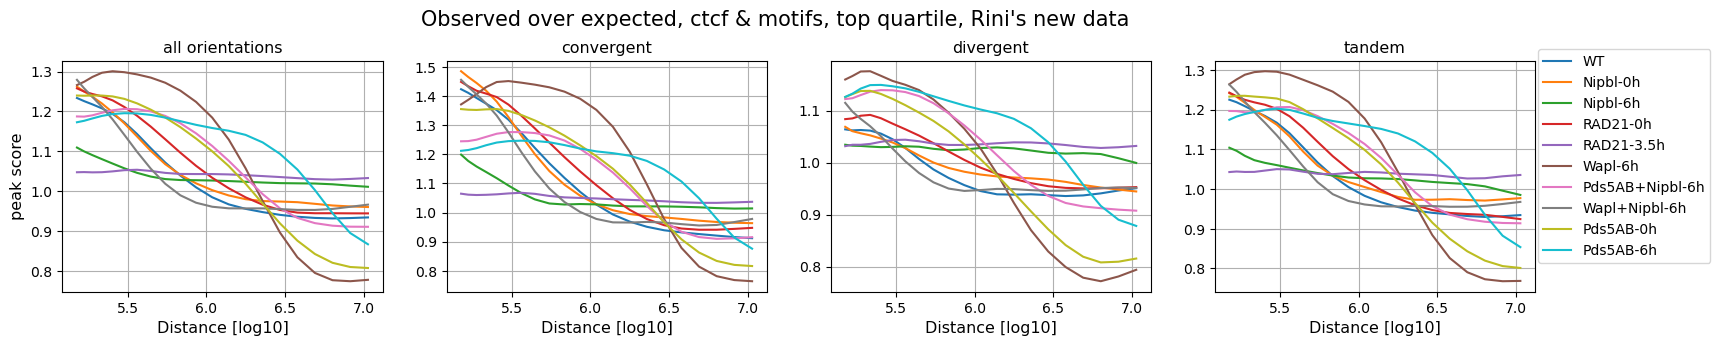 Observed over expected, ctcf & motifs, top quartile, Rini's new data
all orientations
peak score
1.3
1.2
1.1
1.0
0.9
0.8
5.5 6.0 6.5 7.0
Distance [log10]
convergent
1.5
1.4
1.3
1.2
1.1
1.0
0.9
0.8
5.5 6.0 6.5 7.0
Distance [log10]
divergent
1.1
1.0
0.9
0.8
5.5 6.0 6.5 7.0
Distance [log10]
tandem
1.3
1.2
1.1
1.0
0.9
0.8
5.5 6.0 6.5 7.0
Distance [log10]
WT
Nipbl-0h
Nipbl-6h
RAD21-0h
RAD21-3.5h
Wapl-6h
Pds5AB+Nipbl-6h
Wapl+Nipbl-6h
Pds5AB-0h
Pds5AB-6h